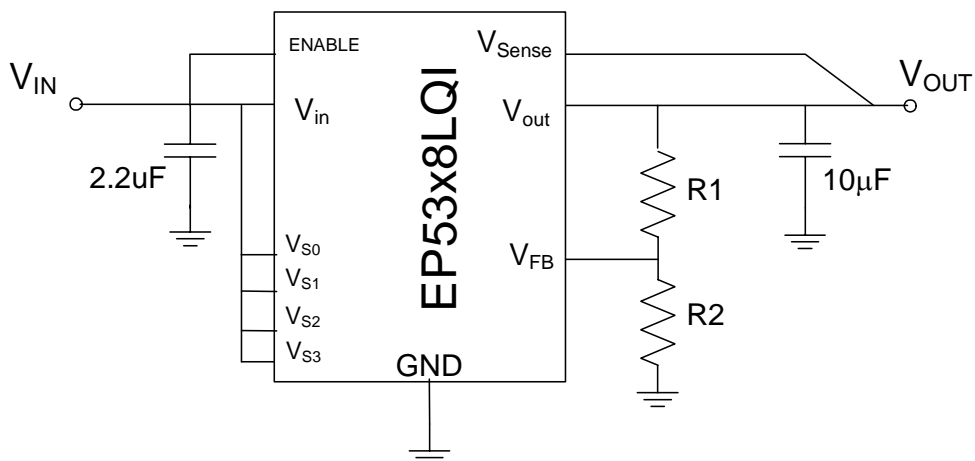 ENABLE
V_Sense
V_IN
V_OUT
V_in
V_out
EP53x8LQI
2.2uF
R1
10μF
V_S0
V_FB
V_S1
V_S2
R2
V_S3
GND